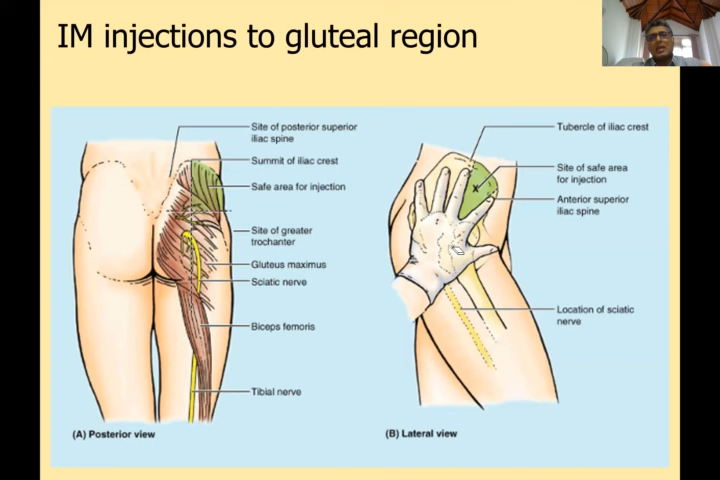 IM injections to gluteal region
Site of posterior superior
iliac spine
Summit of iliac crest
Safe area for injection
Site of greater
trochanter
Gluteus maximus
Sciatic nerve
Biceps femoris
Tibial nerve
(A) Posterior view
Tubercle of iliac crest
Site of safe area
for injection
Anterior superior
iliac spine
X
Location of sciatic
nerve
(B) Lateral view